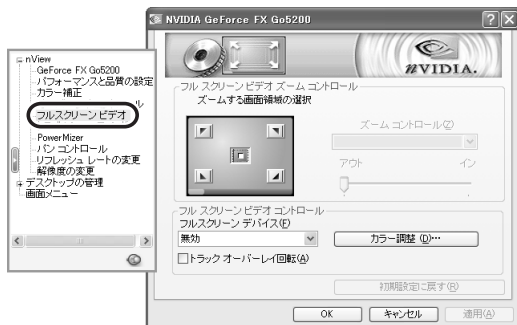 NVIDIA GeForce FX Go5200
nView
GeForce FX Go5200
パフォーマンスと品質の設定
カラー補正
ル
フルスクリーン ビデオ
PowerMizer
パン コントロール
リフレッシュ レートの変更
解像度の変更
デスクトップの管理
画面メニュー
nVIDIA.
フル スクリーン ビデオ ズーム コントロール
ズームする画面領域の選択
ズーム コントロール(Z)
アウト
イン
フル スクリーン ビデオ コントロール
フルスクリーン デバイス(F)
無効
カラー調整 (D)…
トラック オーバーレイ回転(A)
初期設定に戻す(R)
OK
キャンセル
適用(A)